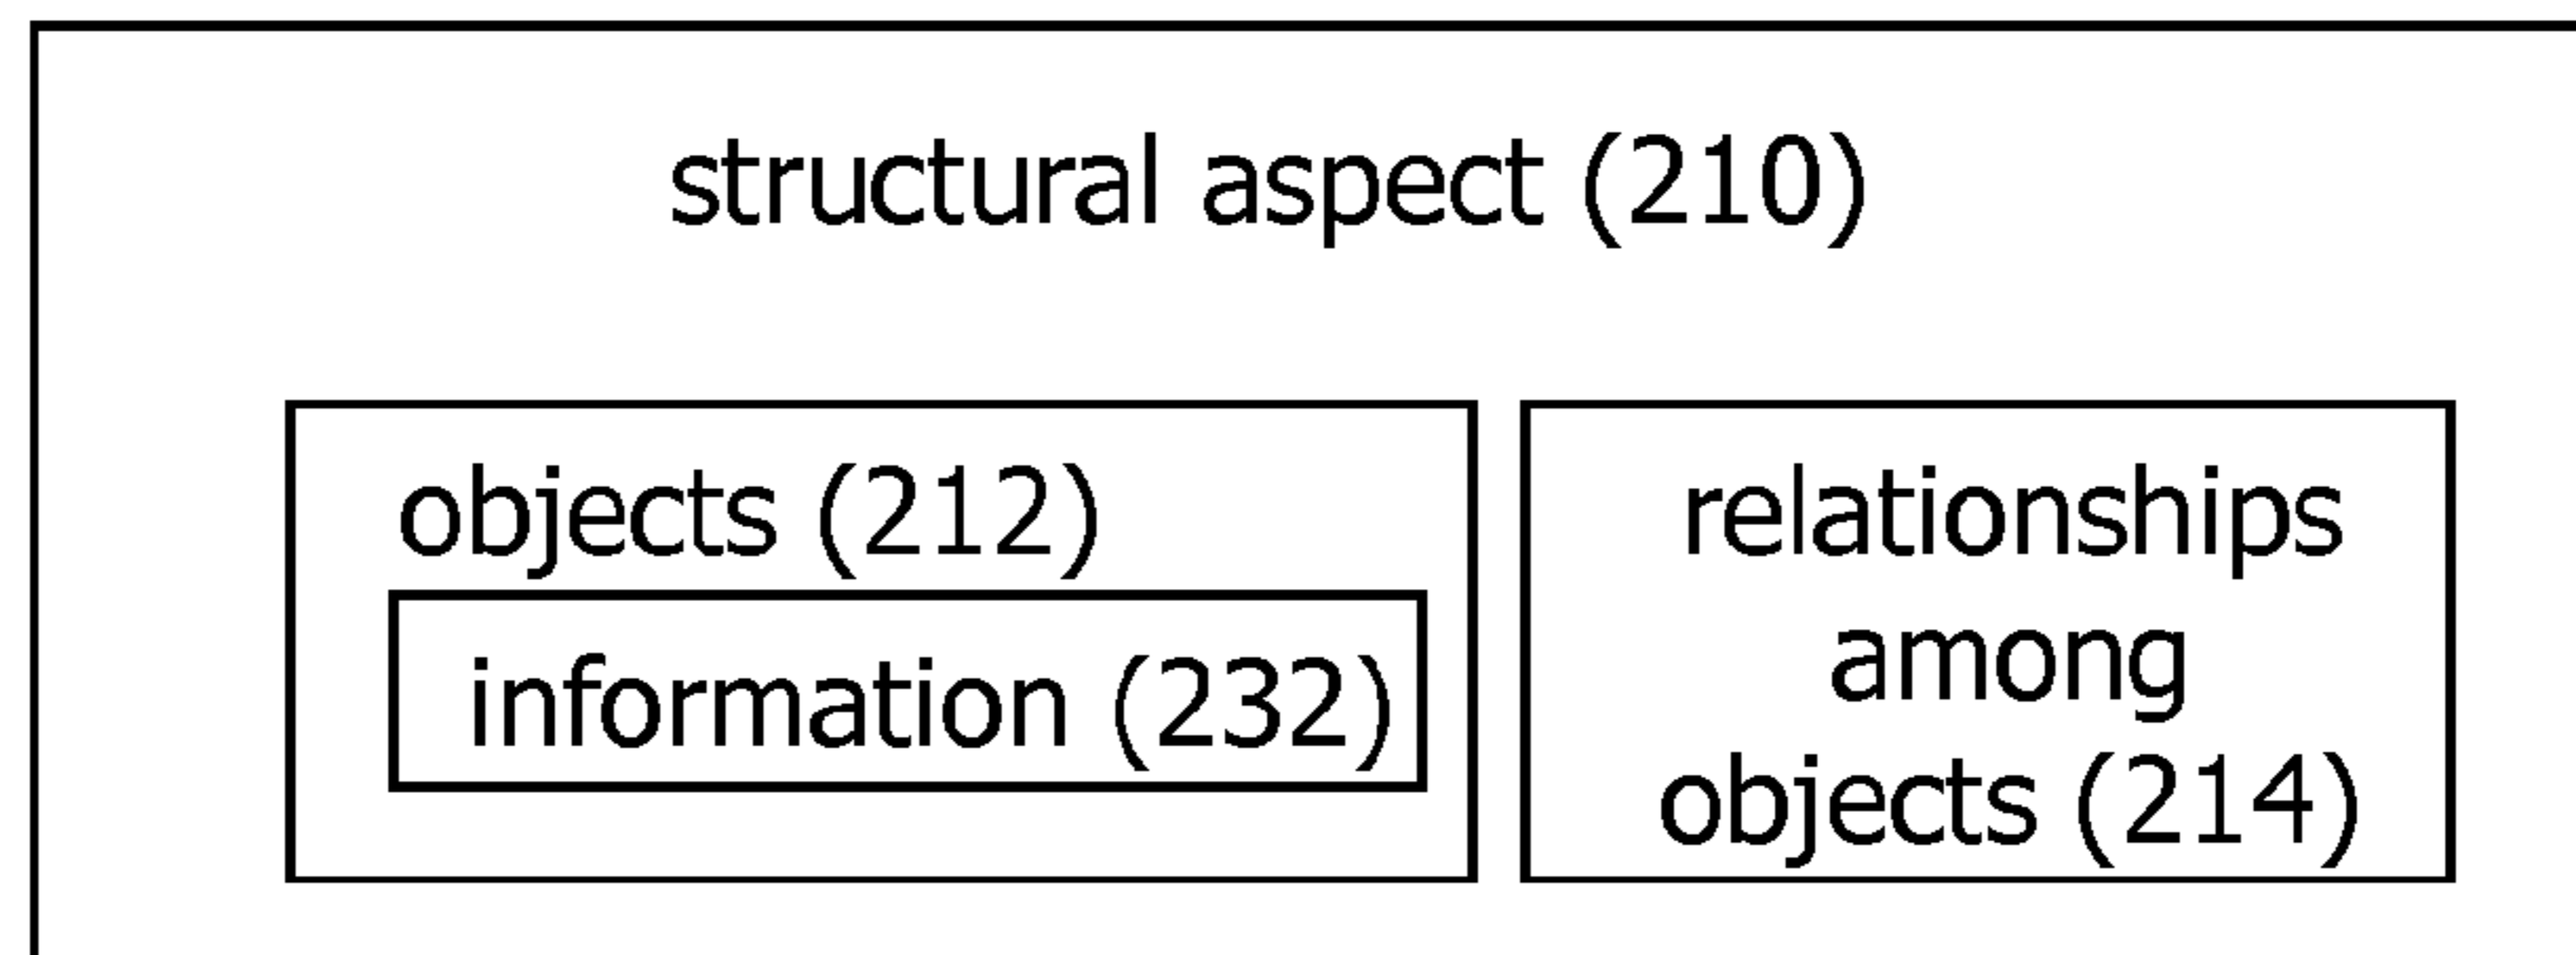 structural aspect (210)
objects (212)
information (232)
relationships
among
objects (214)